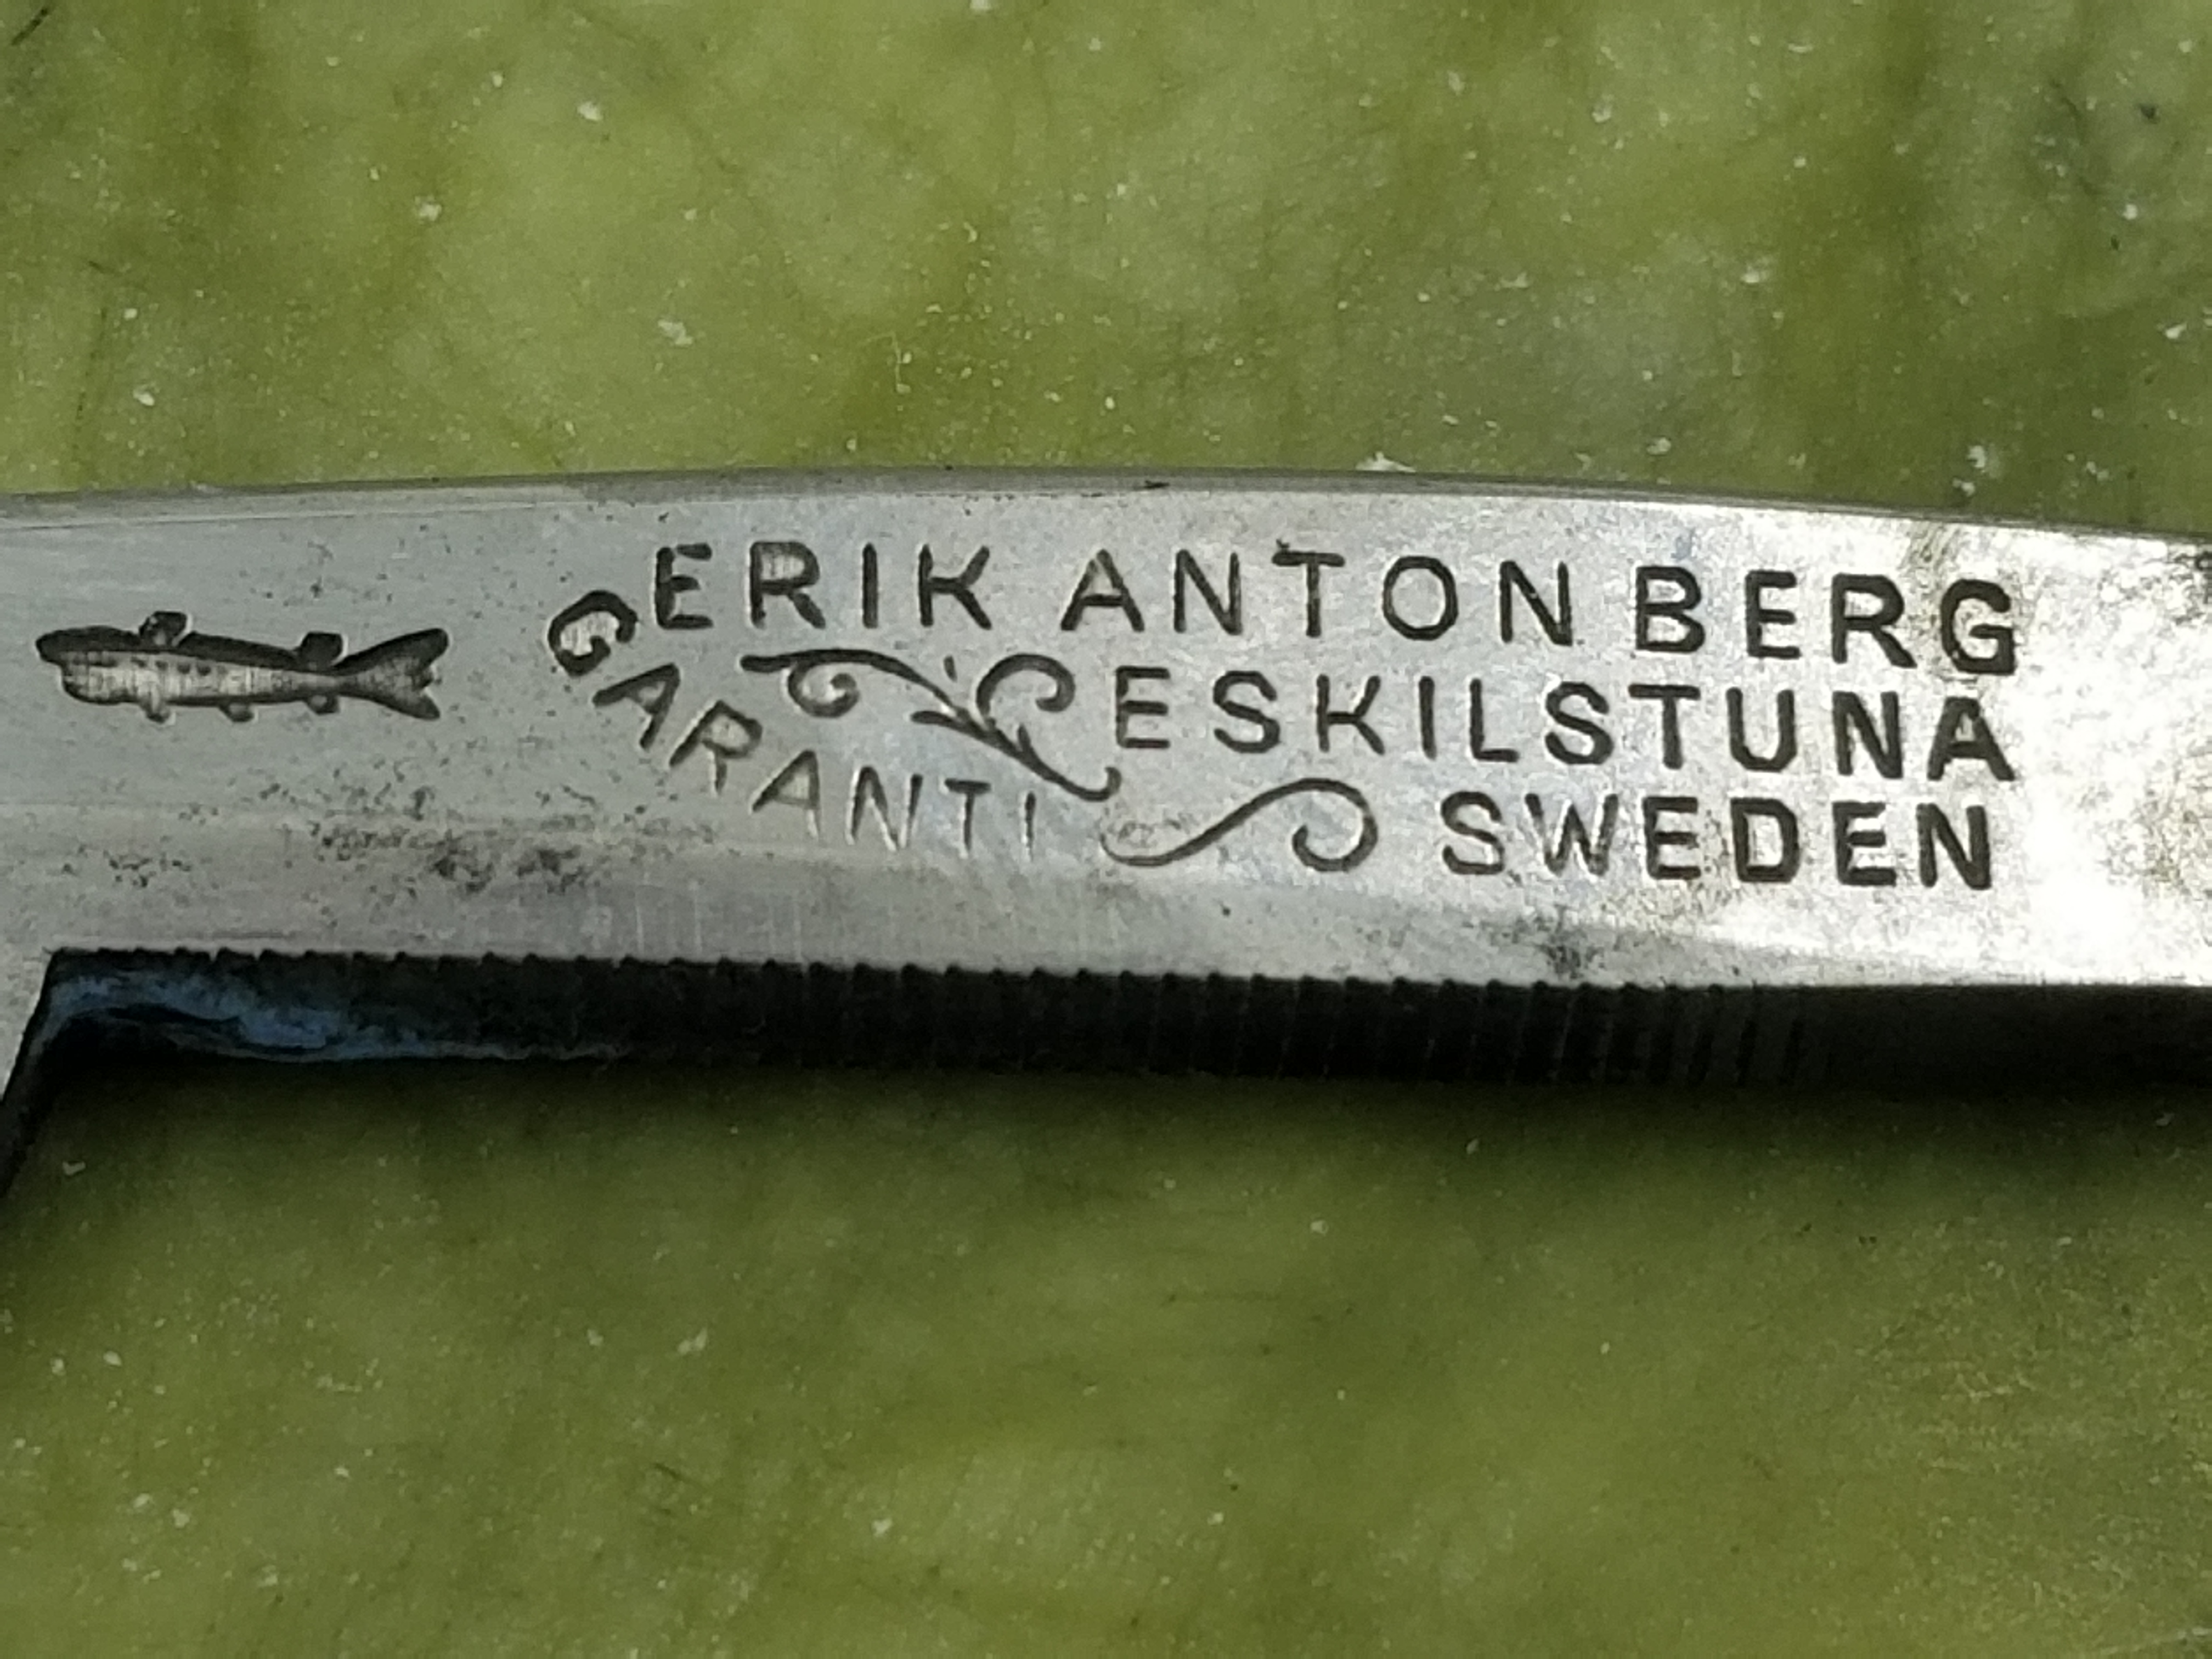 ERIK ANTON BERG
GARANTI
ESKILSTUNA
SWEDEN